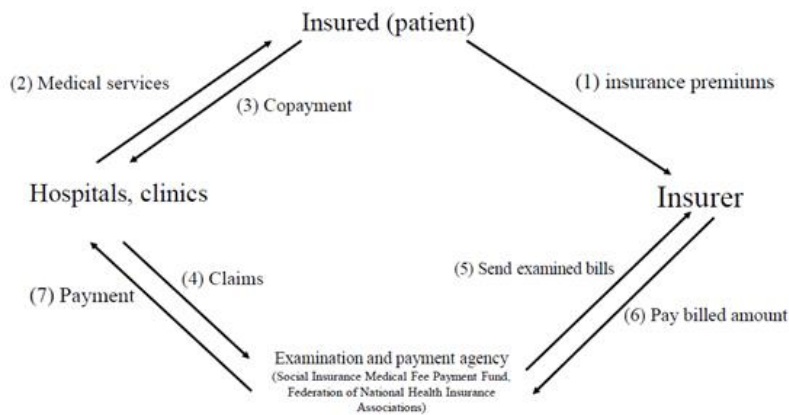 Insured (patient)
(2) Medical services
(1) insurance premiums
(3) Copayment
Hospitals, clinics
Insurer
(4) Claims
(5) Send examined bills
(7) Payment
(6) Pay billed amount
Examination and payment agency
(Social Insurance Medical Fee Payment Fund,
Federation of National Health Insurance
Associations)